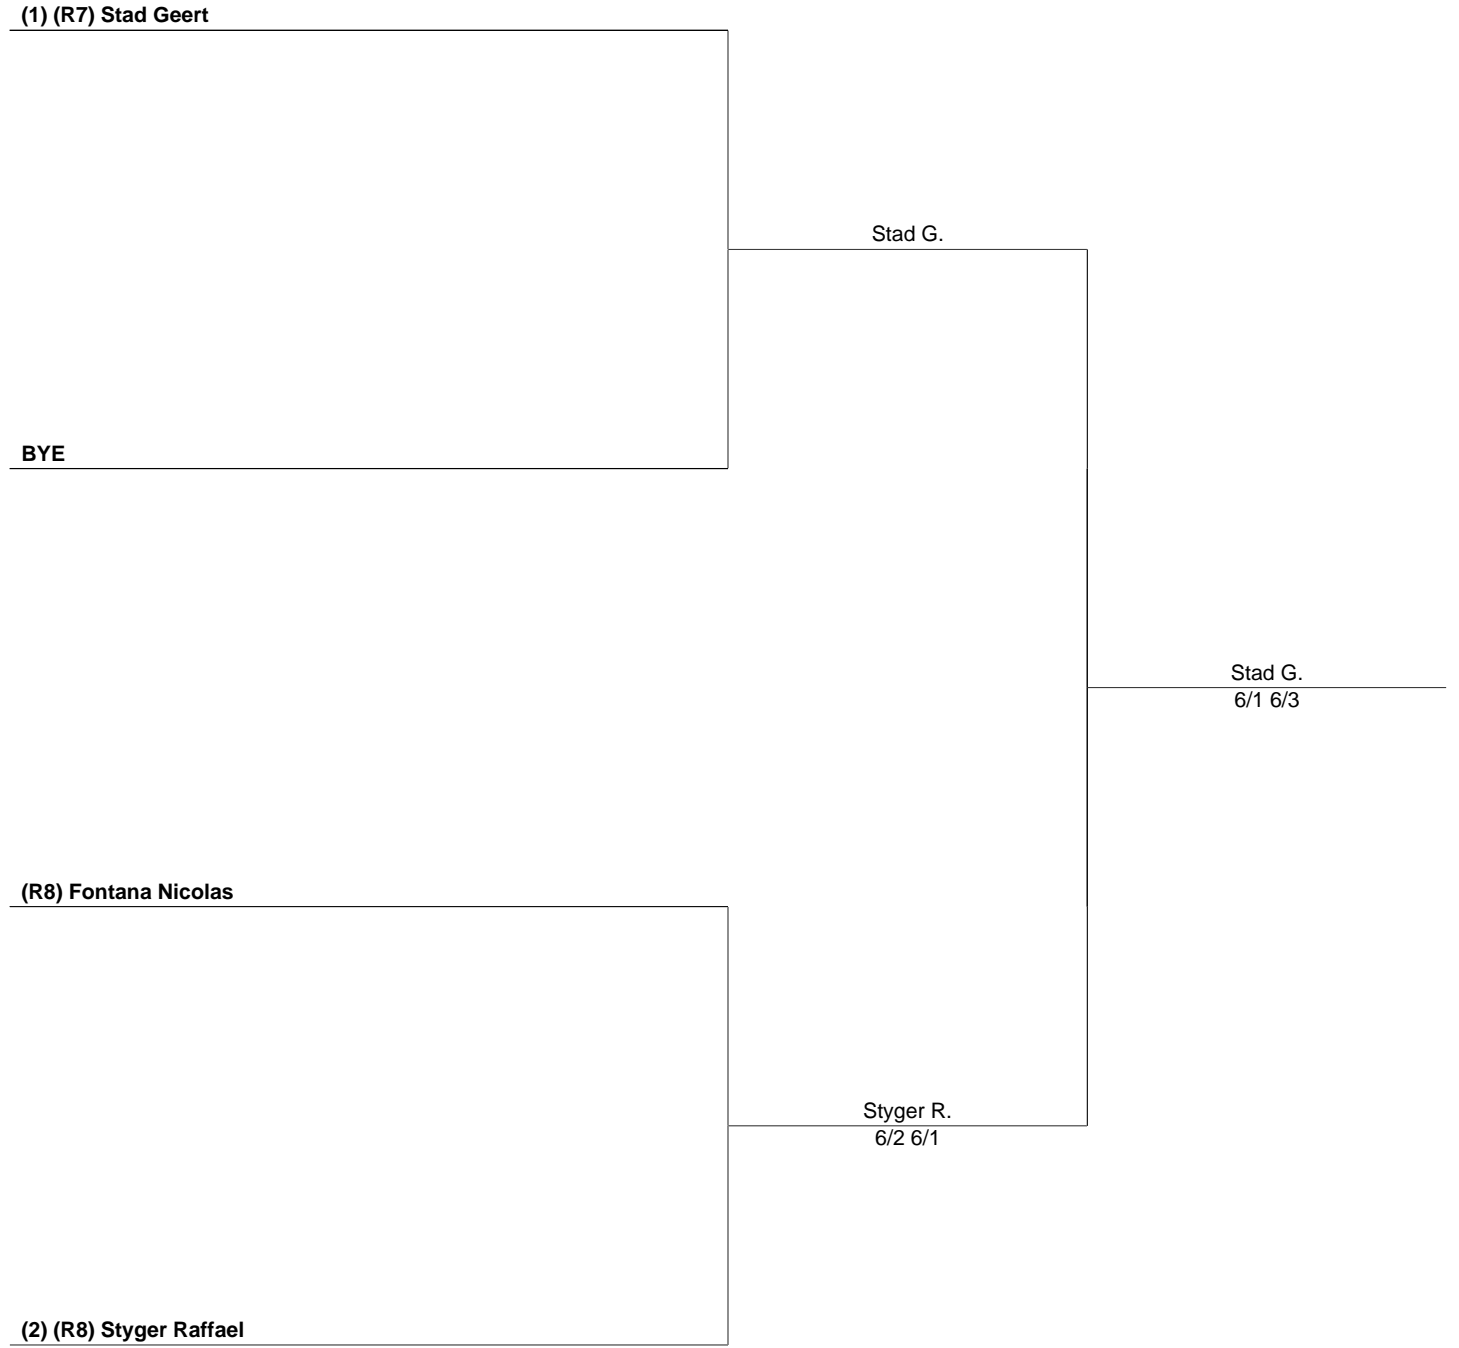 (1) (R7) Stad Geert
Stad G.
BYE
Stad G.
6/1 6/3
(R8) Fontana Nicolas
Styger R.
6/2 6/1
(2) (R8) Styger Raffael